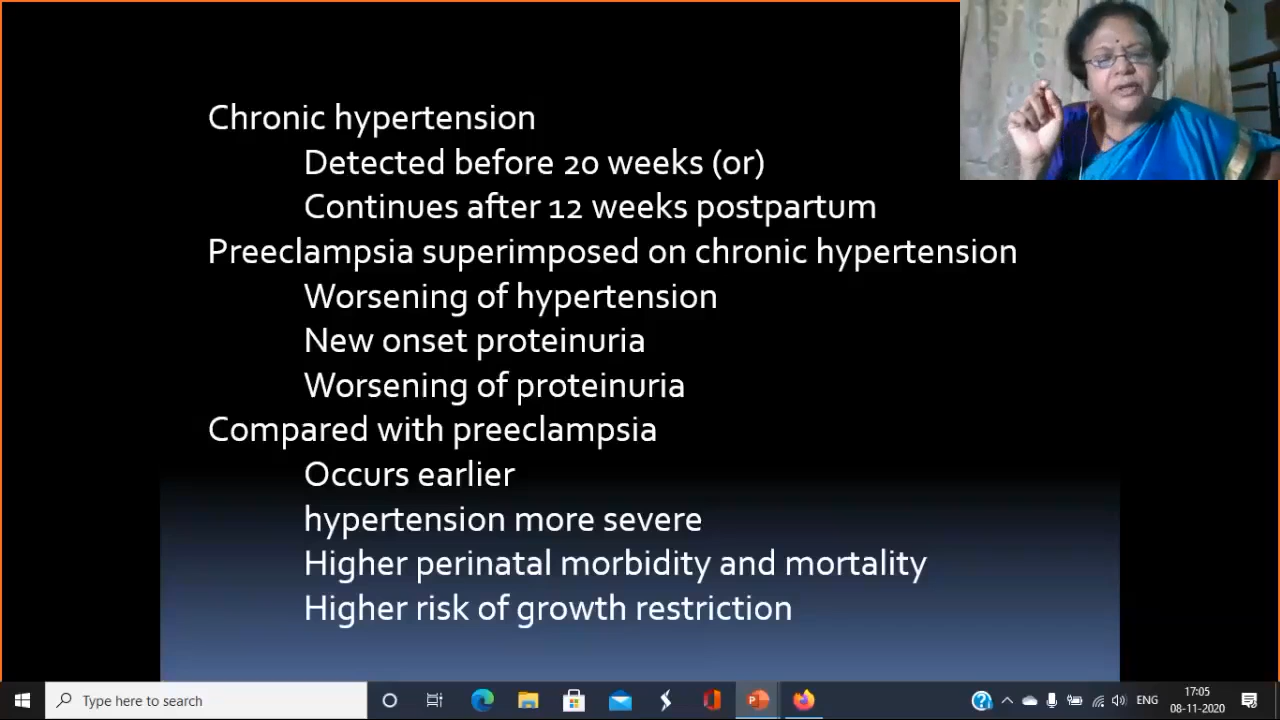 Chronic hypertension
Detected before 20 weeks (or)
Continues after 12 weeks postpartum
Preeclampsia superimposed on chronic hypertension
Worsening of hypertension
New onset proteinuria
Worsening of proteinuria
Compared with preeclampsia
Occurs earlier
hypertension more severe
Higher perinatal morbidity and mortality
Higher risk of growth restriction
Type here to search
ENG
17:05
08-11-2020